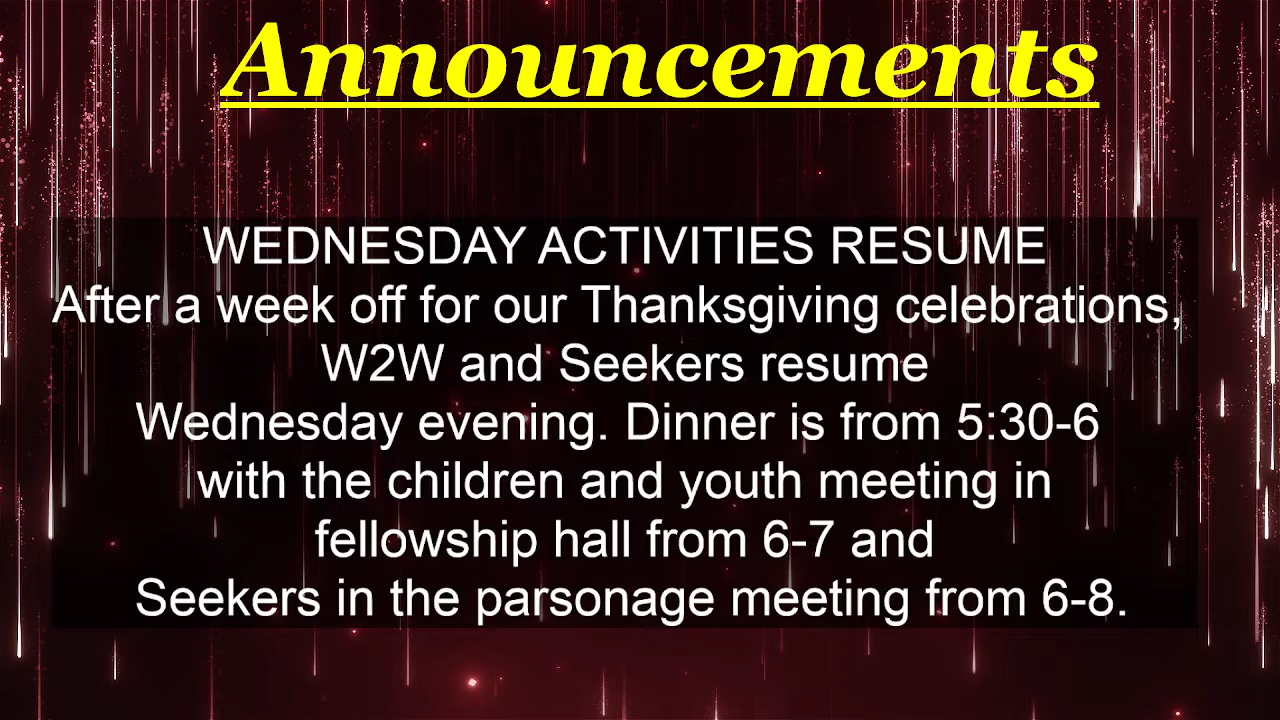 Announcements
WEDNESDAY ACTIVITIES RESUME
After a week off for our Thanksgiving celebrations,
W2W and Seekers resume
Wednesday evening. Dinner is from 5:30-6
with the children and youth meeting in
fellowship hall from 6-7 and
Seekers in the parsonage meeting from 6-8.